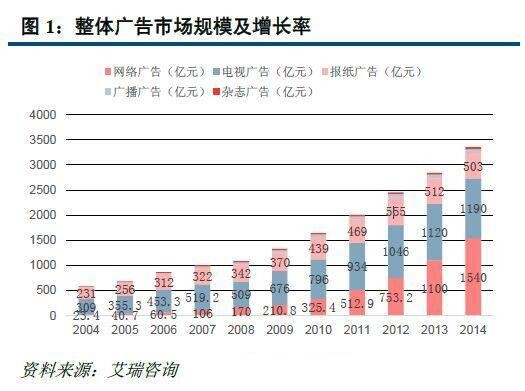 图 1：整体广告市场规模及增长率
网络广告（亿元） 电视广告（亿元） 报纸广告（亿元）
广播广告（亿元） 杂志广告（亿元）
4000
3500
3000
2500
2000
1500
1000
500
0
231 256 312 322 342 370 439 469 555 512 503
309 355.3 453.3 519.2 509 676 796 934 1046 1120 1190
23.4 40.7 60.5 106 170 210.8 325.4 512.9 753.2 1100 1540
2004 2005 2006 2007 2008 2009 2010 2011 2012 2013 2014
资料来源：艾瑞咨询